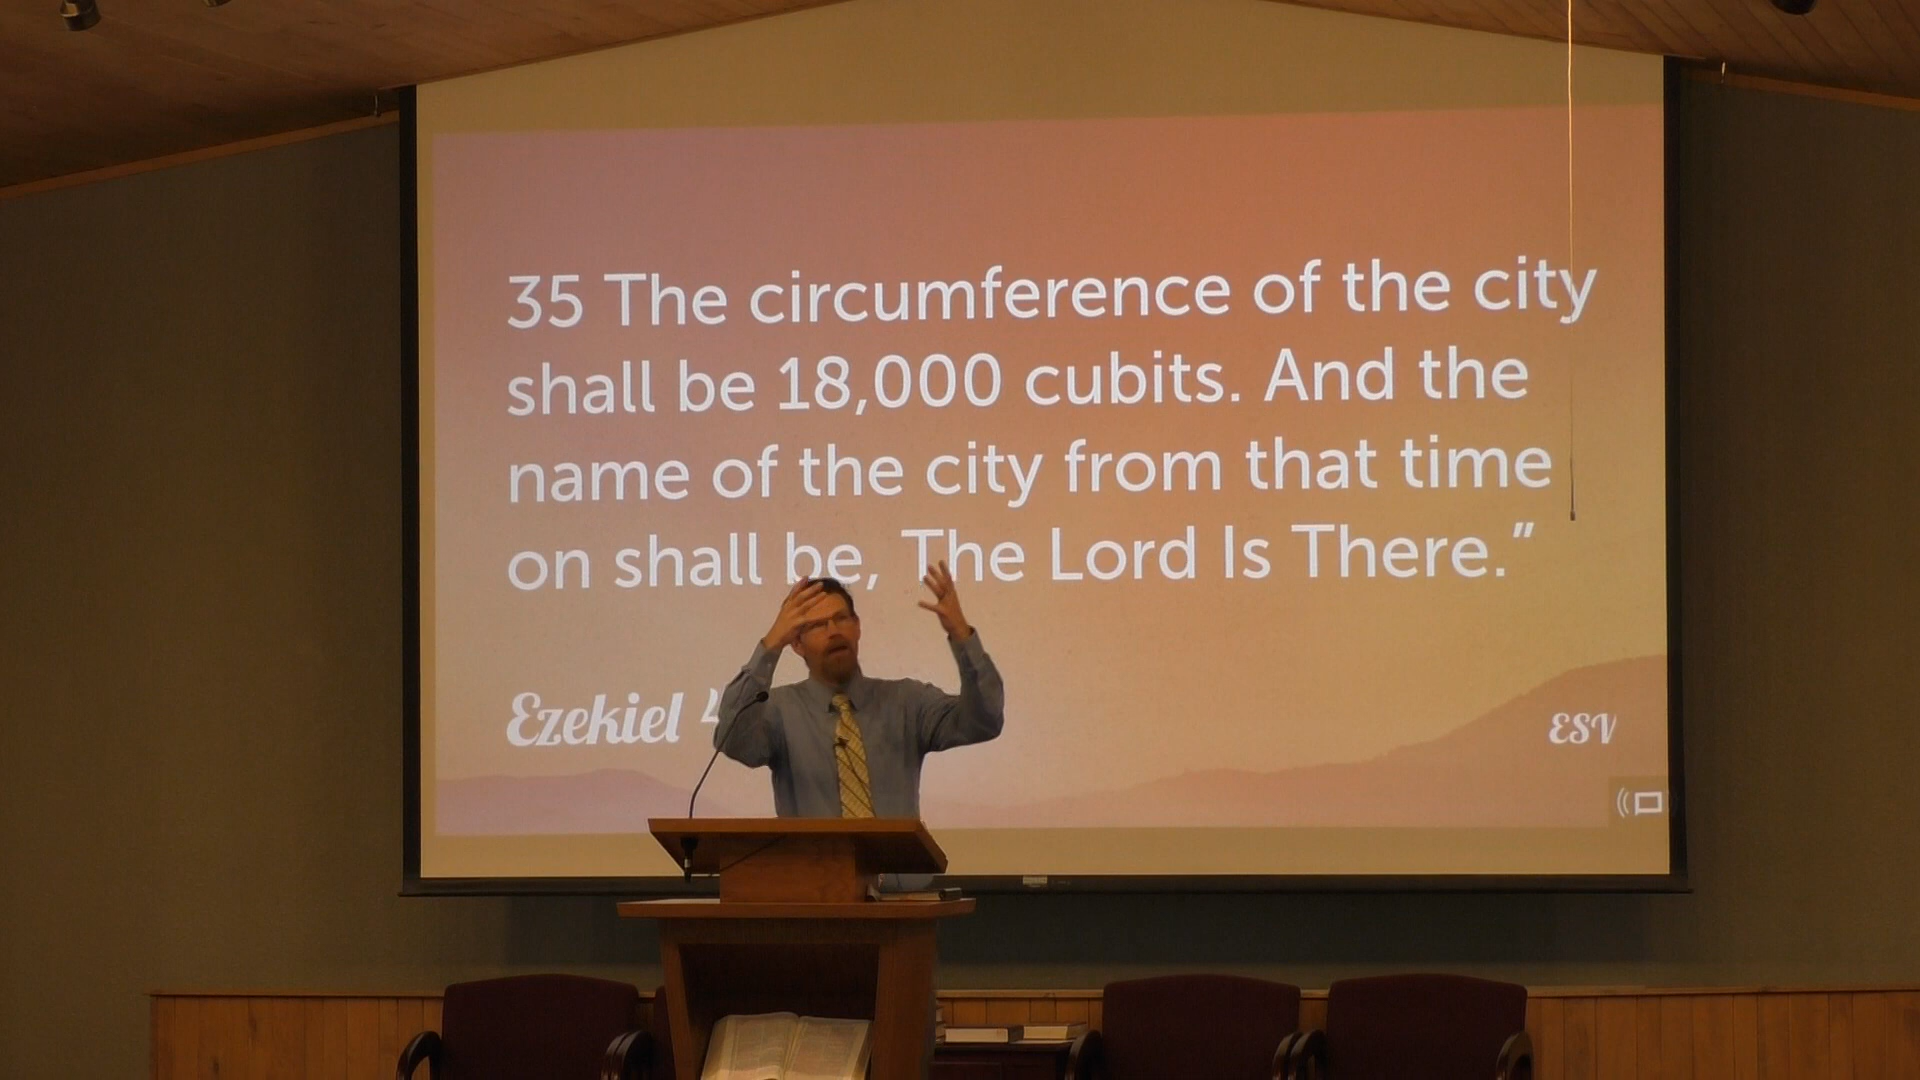 35 The circumference of the city
shall be 18,000 cubits. And the
name of the city from that time
on shall be, The Lord Is There.”
Ezekiel 4
ESV